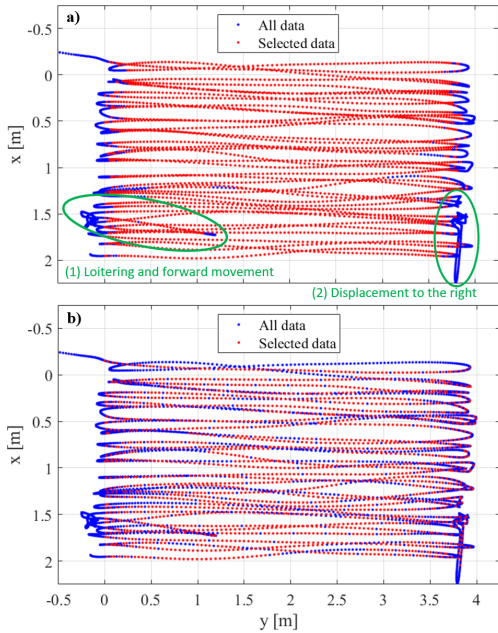 a)
All data
Selected data
-0.5
0
0.5
1
1.5
2
x [m]
(1) Loitering and forward movement
(2) Displacement to the right
b)
All data
Selected data
-0.5
0
0.5
1
1.5
2
x [m]
-0.5 0 0.5 1 1.5 2 2.5 3 3.5 4
y [m]